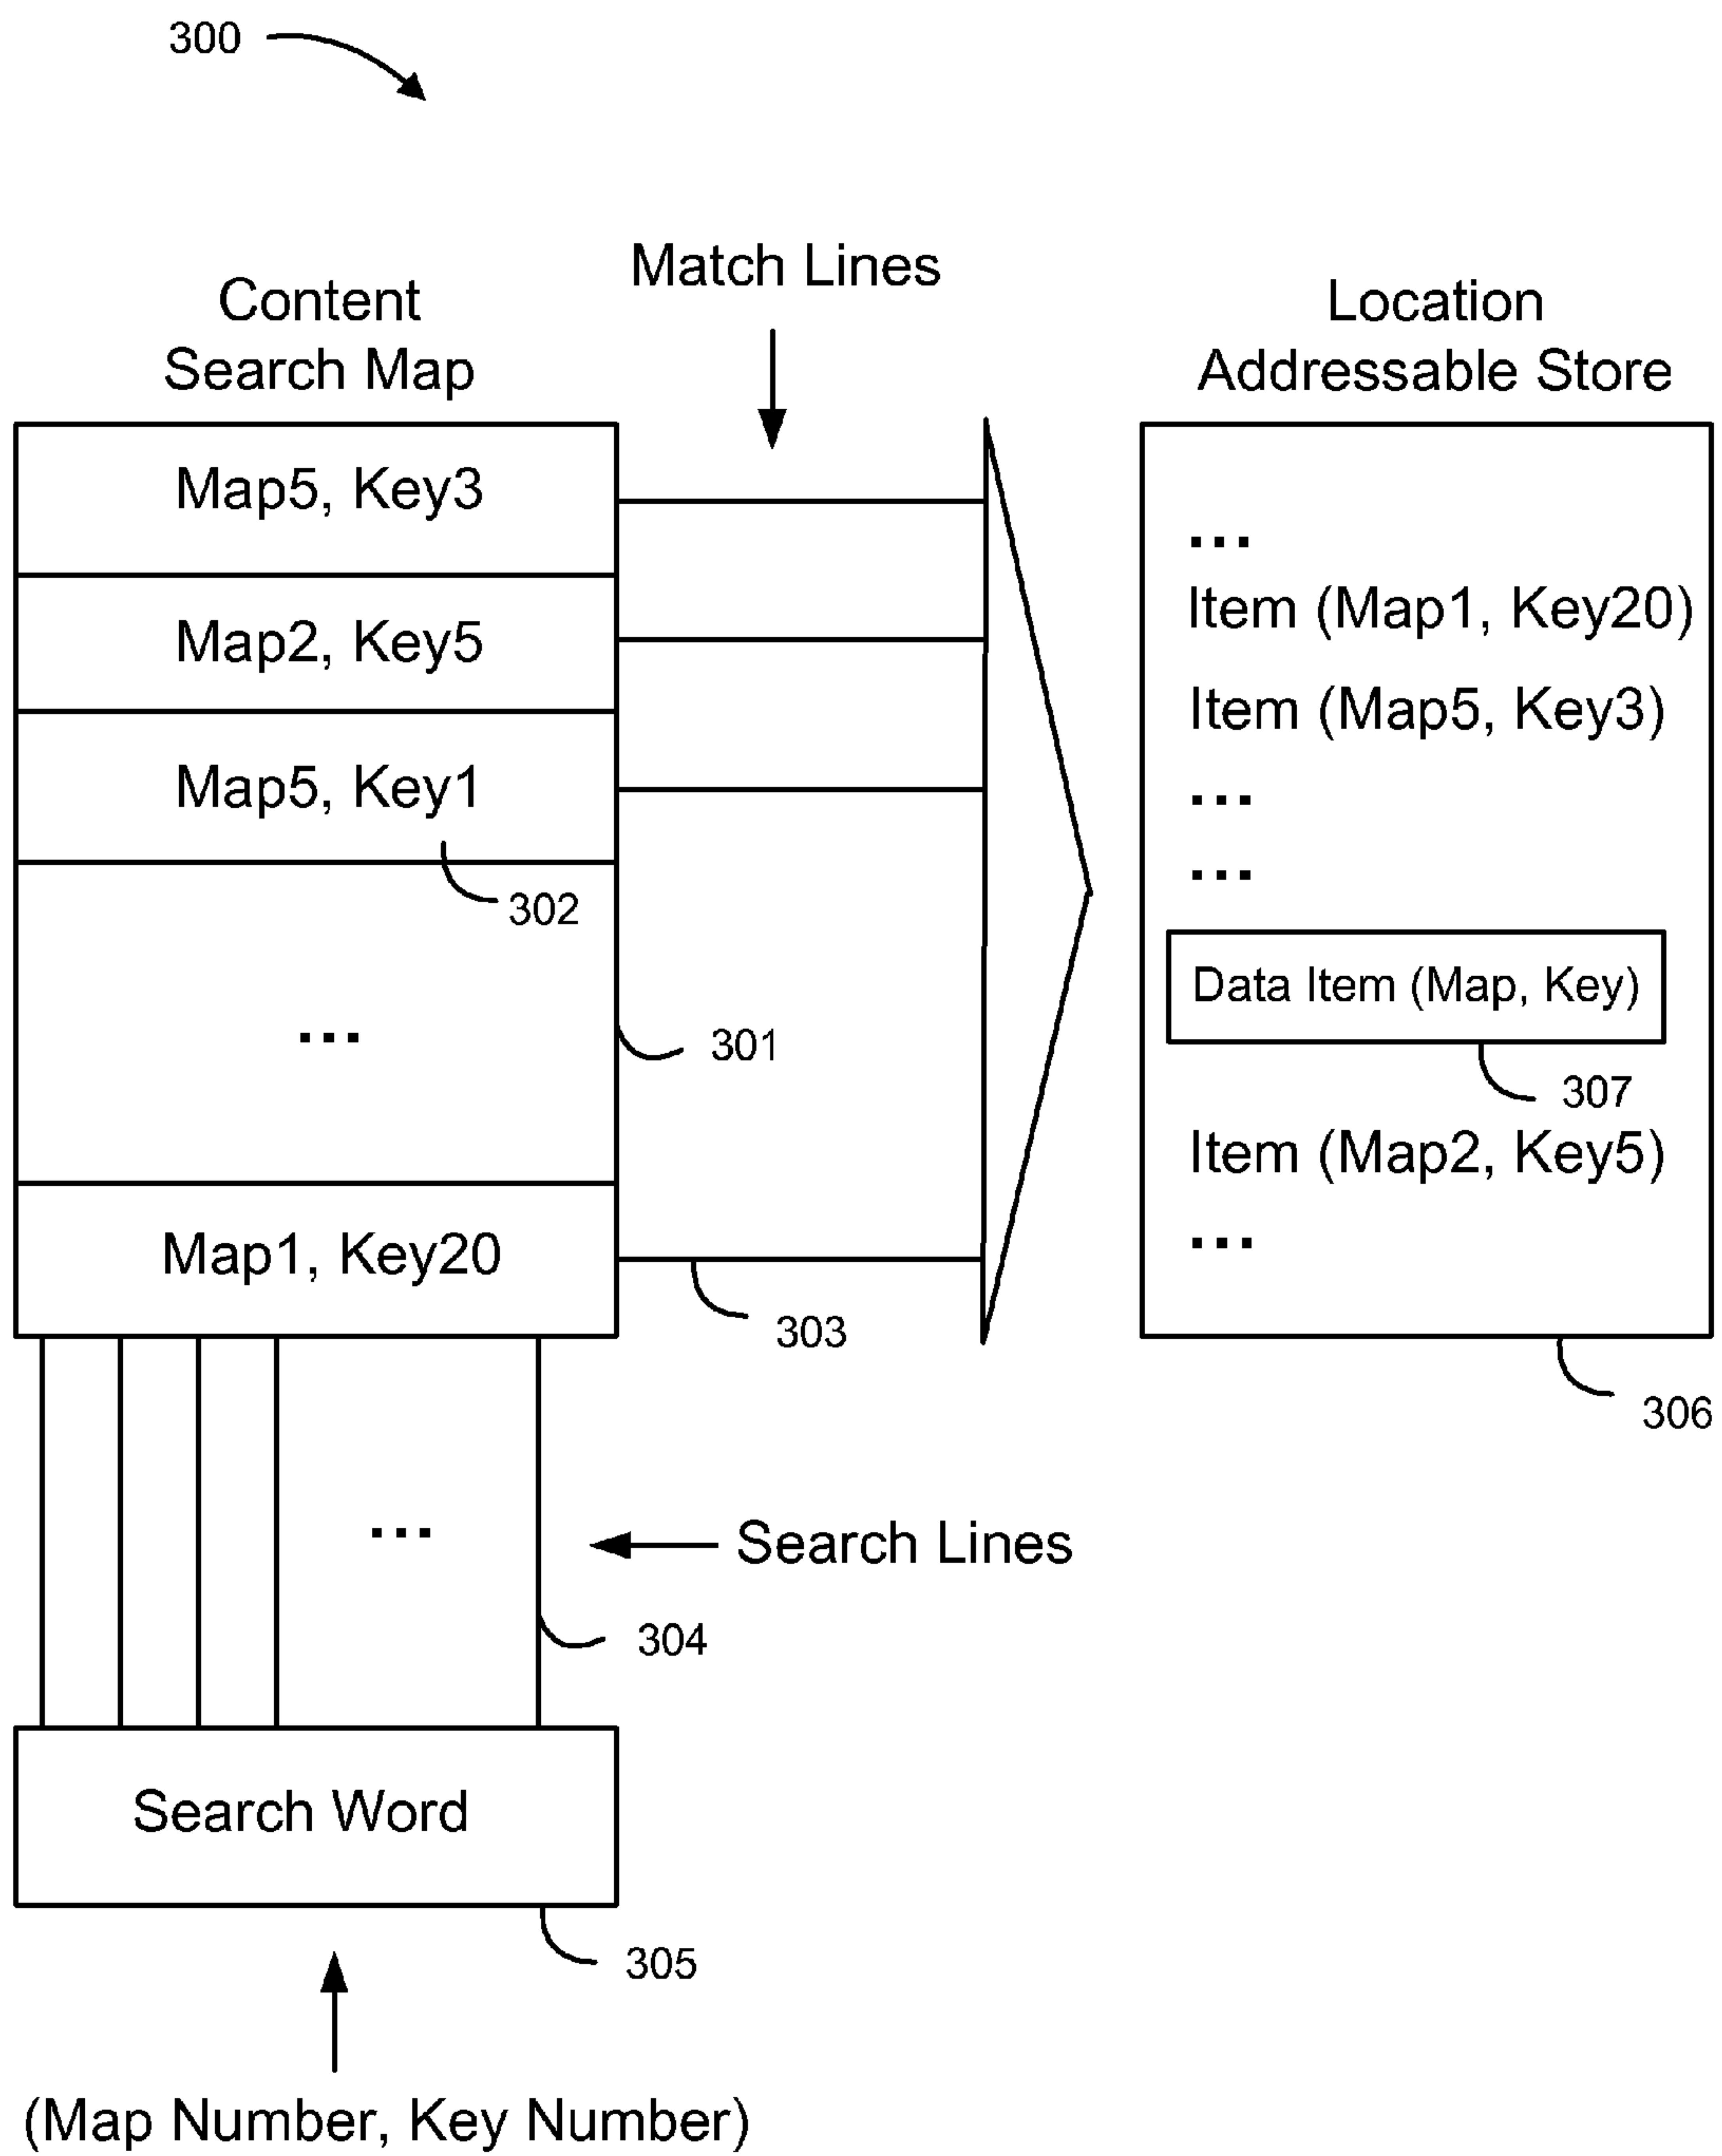 300
Match Lines
Content
Search Map
Location
Addressable Store
Map5, Key3
Map2, Key5
Map5, Key1
302
...
301
Map1, Key20
303
...
Item (Map1, Key20)
Item (Map5, Key3)
...
...
Data Item (Map, Key)
307
Item (Map2, Key5)
...
306
...
Search Lines
304
Search Word
305
(Map Number, Key Number)